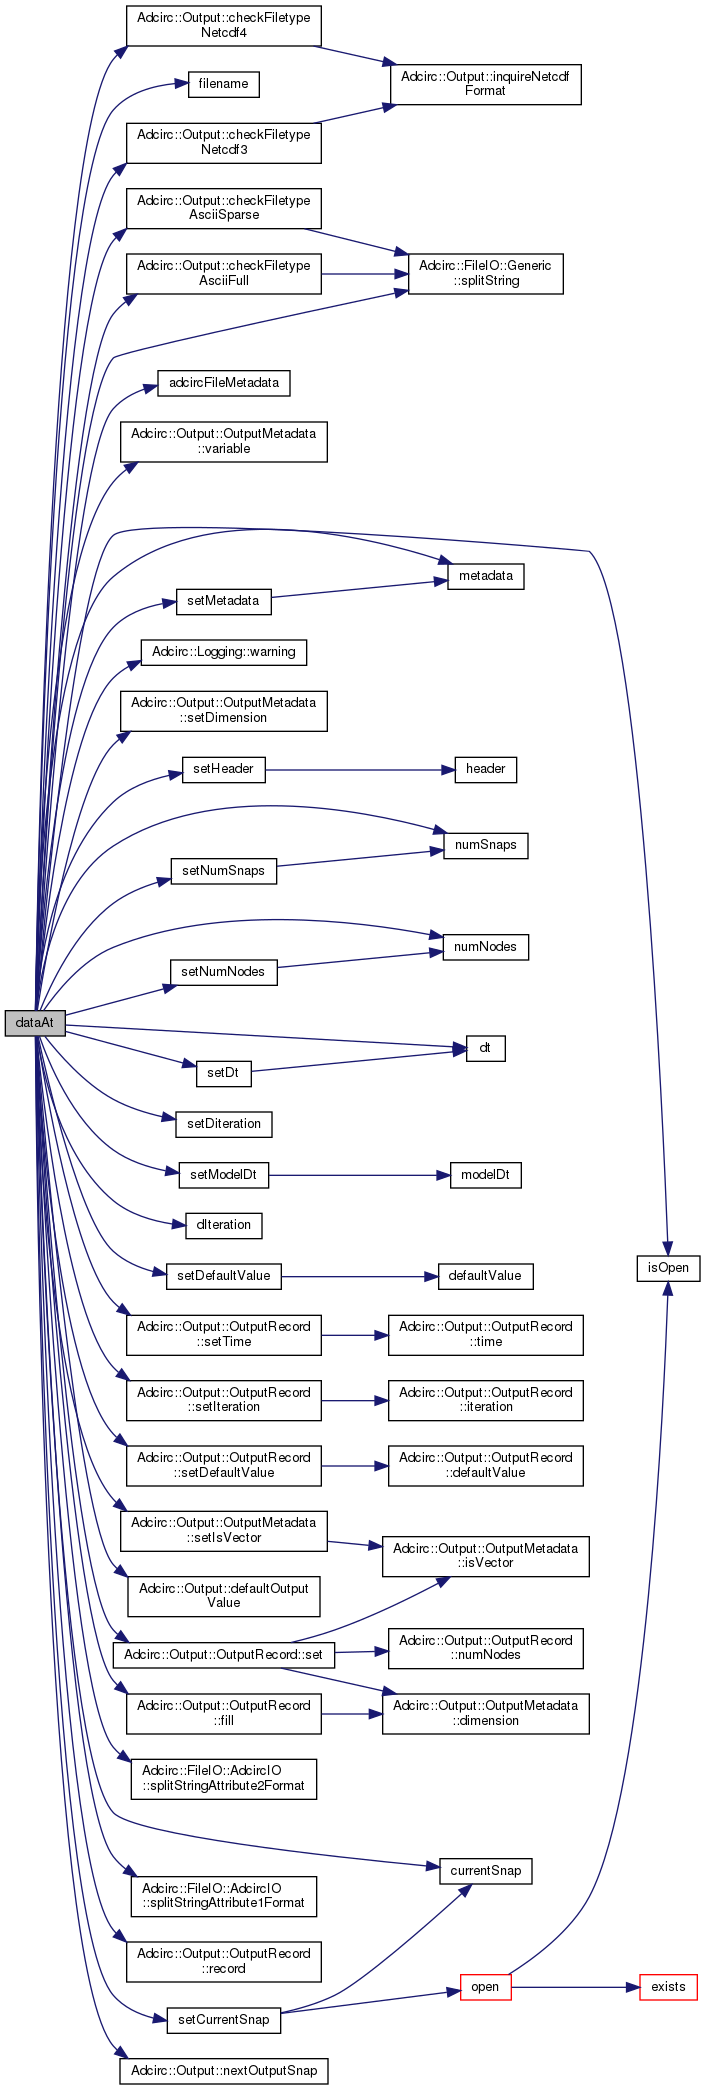 Adcirc::Output::checkFiletype
Netcdf4
filename
Adcirc::Output::inquireNetcdf
Format
Adcirc::Output::checkFiletype
Netcdf3
Adcirc::Output::checkFiletype
AsciiSparse
Adcirc::Output::checkFiletype
AsciiFull
Adcirc::FileIO::Generic
::splitString
adcircFileMetadata
Adcirc::Output::OutputMetadata
::variable
metadata
setMetadata
Adcirc::Logging::warning
Adcirc::Output::OutputMetadata
::setDimension
setHeader
header
numSnaps
setNumSnaps
numNodes
setNumNodes
dataAt
dt
setDt
setDiteration
setModelDt
modelDt
dIteration
isOpen
setDefaultValue
defaultValue
Adcirc::Output::OutputRecord
::setTime
Adcirc::Output::OutputRecord
::time
Adcirc::Output::OutputRecord
::setIteration
Adcirc::Output::OutputRecord
::iteration
Adcirc::Output::OutputRecord
::setDefaultValue
Adcirc::Output::OutputRecord
::defaultValue
Adcirc::Output::OutputMetadata
::setIsVector
Adcirc::Output::OutputMetadata
::isVector
Adcirc::Output::defaultOutput
Value
Adcirc::Output::OutputRecord::set
Adcirc::Output::OutputRecord
::numNodes
Adcirc::Output::OutputRecord
::fill
Adcirc::Output::OutputMetadata
::dimension
Adcirc::FileIO::AdcircIO
::splitStringAttribute2Format
currentSnap
Adcirc::FileIO::AdcircIO
::splitStringAttribute1Format
Adcirc::Output::OutputRecord
::record
open
exists
setCurrentSnap
Adcirc::Output::nextOutputSnap